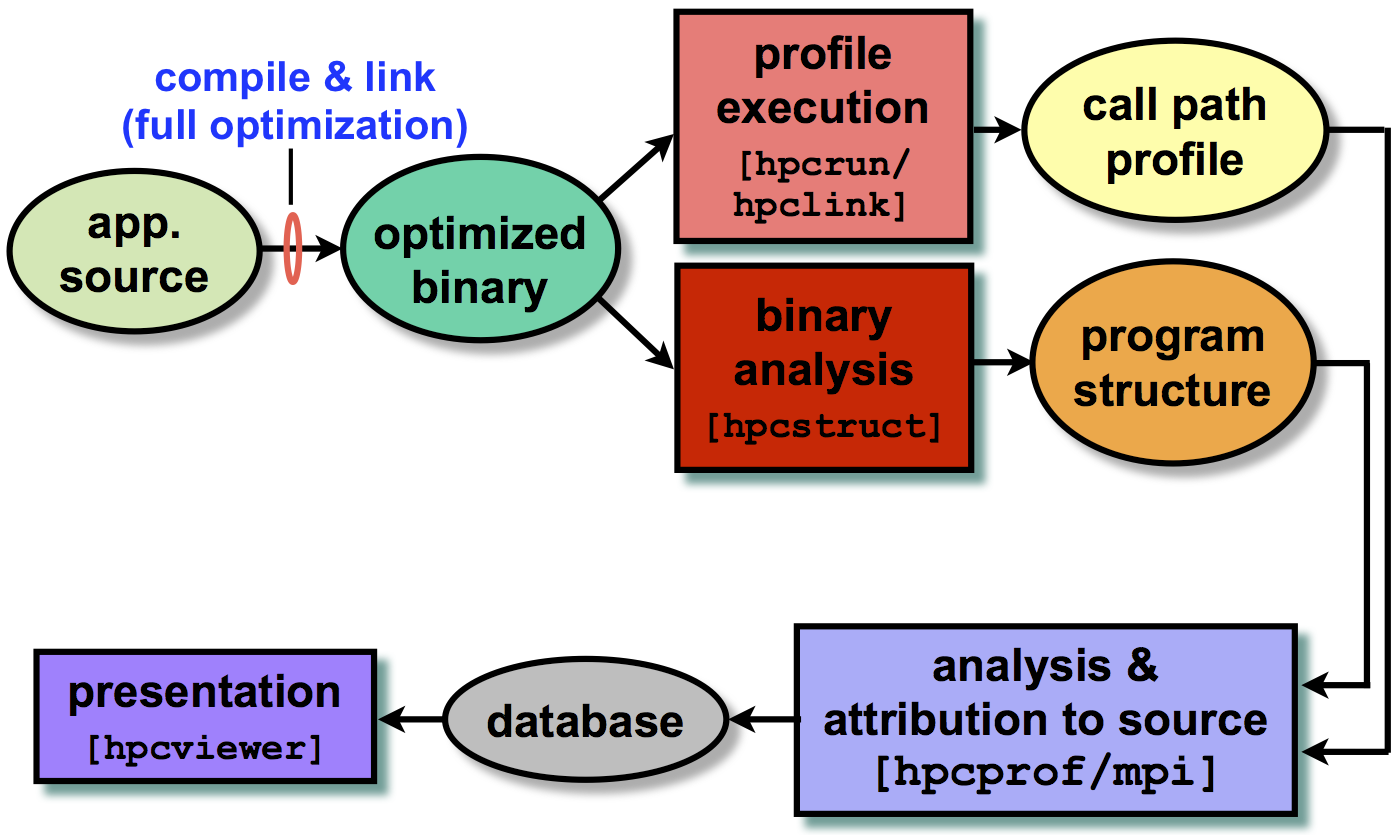 compile & link
(full optimization)
app.
source
optimized
binary
profile
execution
[hpcrun/
hpclink]
call path
profile
binary
analysis
[hpcstruct]
program
structure
analysis &
attribution to source
[hpcprof/mpi]
database
presentation
[hpcviewer]